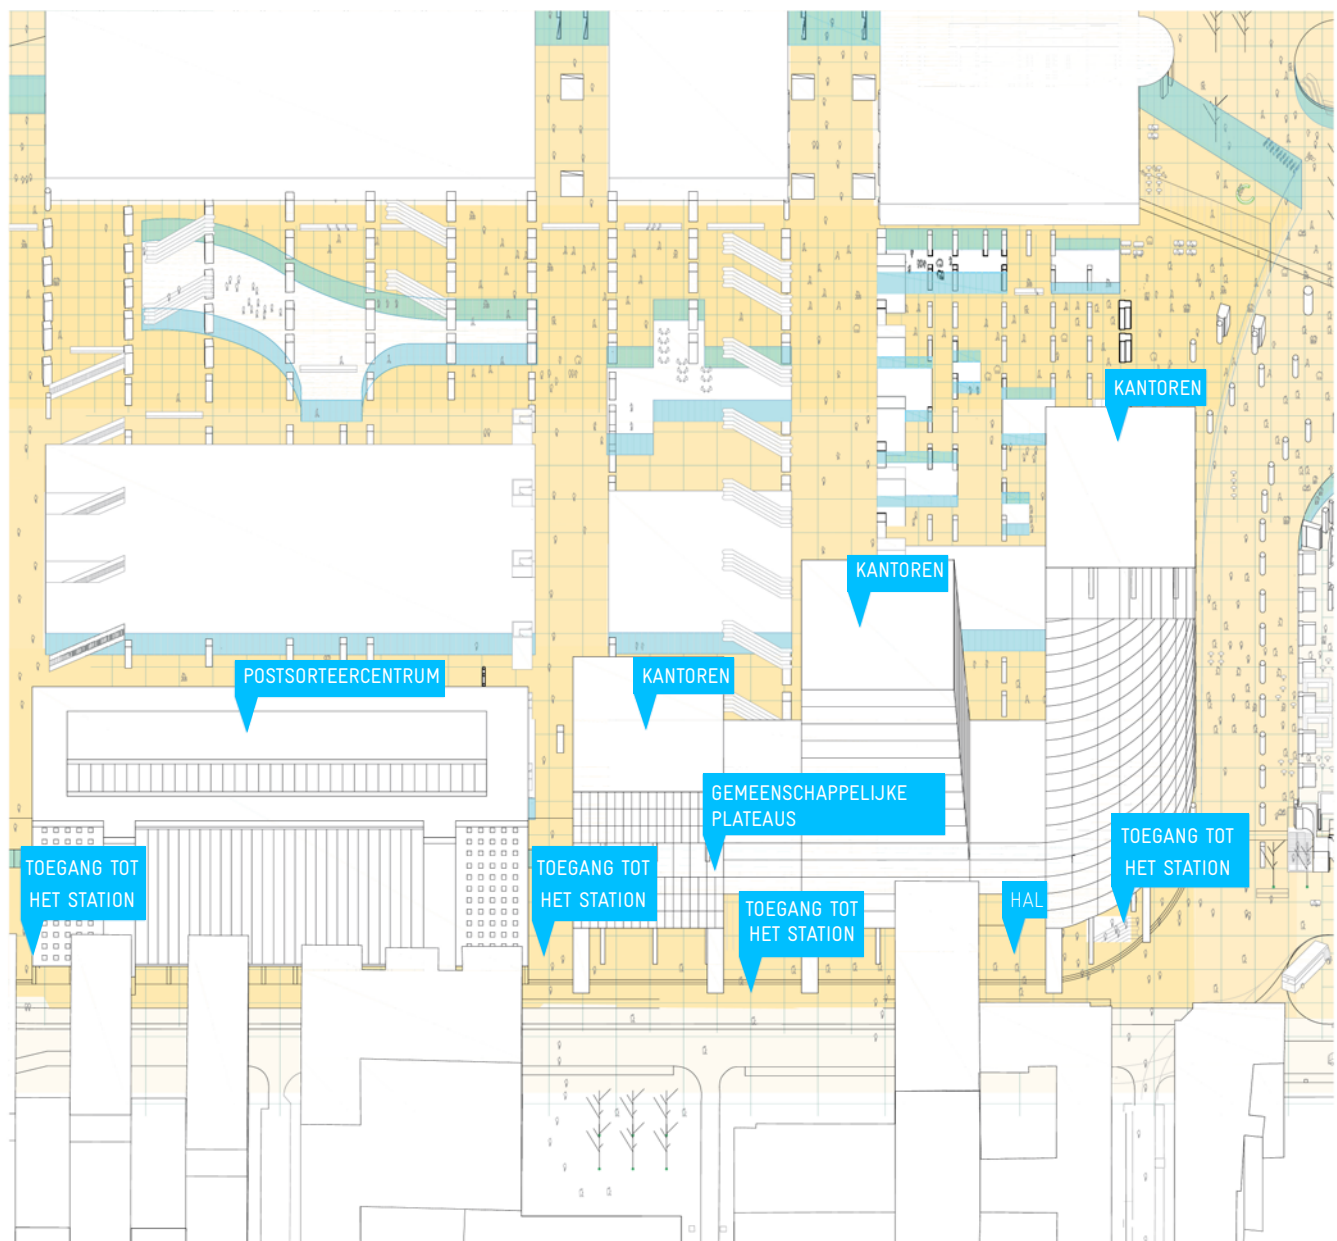 KANTOREN
KANTOREN
POSTSORTEERCENTRUM
KANTOREN
GEMEENSCHAPPELIJKE
PLATEAUS
TOEGANG TOT
HET STATION
TOEGANG TOT
HET STATION
TOEGANG TOT
HET STATION
TOEGANG TOT
HET STATION
HAL